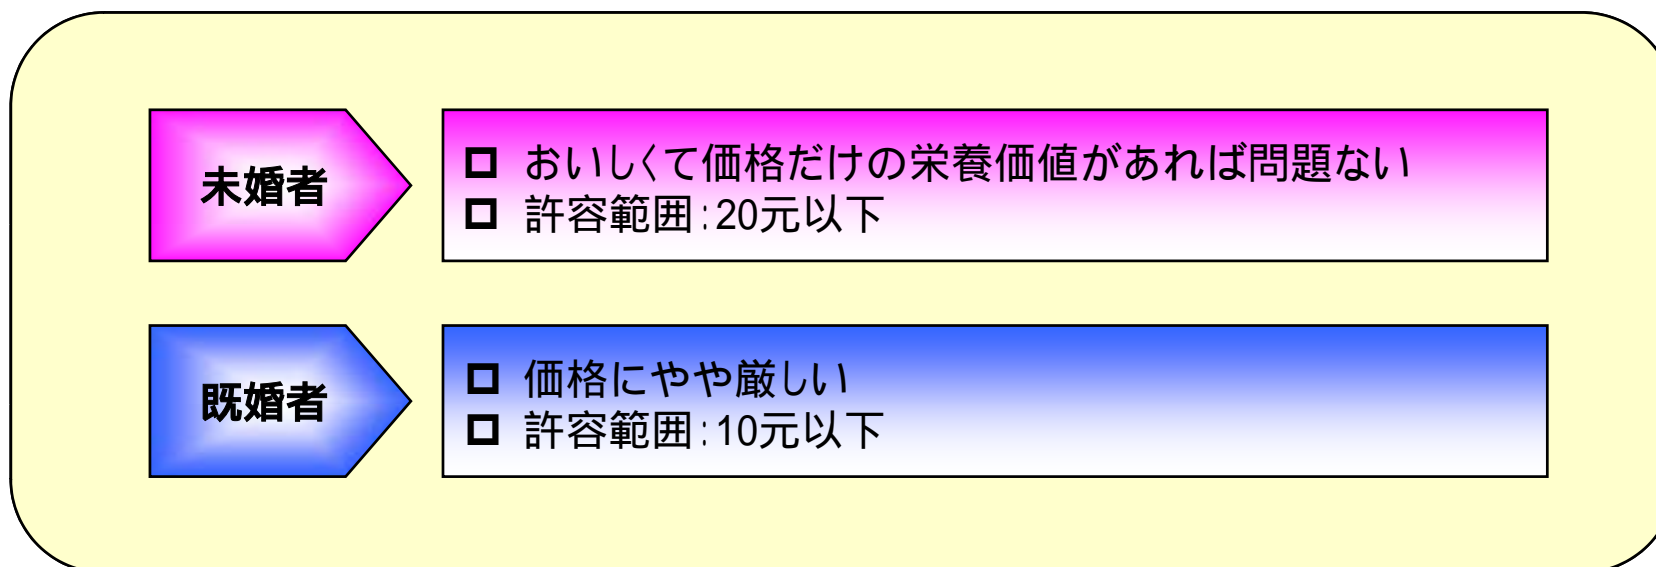 未婚者
□ おいしくて価格だけの栄養価値があれば問題ない
□ 許容範囲:20元以下
既婚者
□ 価格にやや厳しい
□ 許容範囲:10元以下